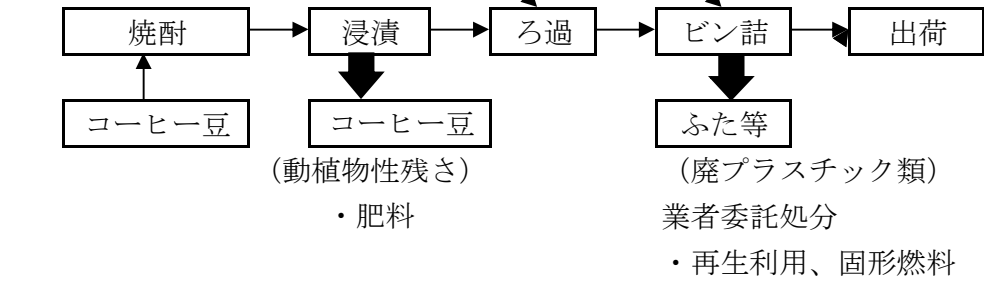 焼酎 浸漬 ろ過 ビン詰 出荷
コーヒー豆 コーヒー豆 ふた等
（動植物性残さ） （廃プラスチック類）
・肥料 業者委託処分
・再生利用、固形燃料